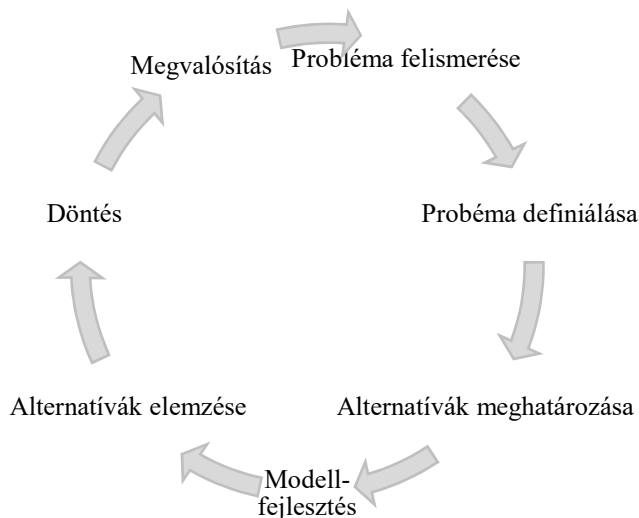 Probléma felismerése
Probéma definiálása
Alternatívák meghatározása
Modell-
fejlesztés
Alternatívák elemzése
Döntés
Megvalósítás